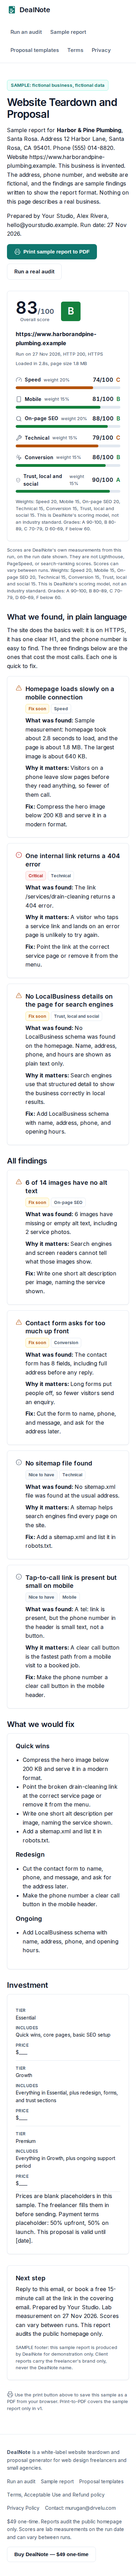 DealNote
Run an audit Sample report
Proposal templates Terms Privacy
SAMPLE: fictional business, fictional data
Website Teardown and
Proposal
Sample report for Harbor & Pine Plumbing,
Santa Rosa. Address 12 Harbor Lane, Santa
Rosa, CA 95401. Phone (555) 014-8820.
Website https://www.harborandpine-
plumbing.example. This business is invented.
The address, number, and domain are
fictional, and the findings are sample findings
written to show the report format. Nothing on
this page describes a real business.
Prepared by Your Studio, Alex Rivera,
hello@yourstudio.example. Run date: 27 Nov
2026.
Print sample report to PDF
Run a real audit
83/100
Overall score
B
https://www.harborandpine-
plumbing.example
Run on 27 Nov 2026, HTTP 200, HTTPS
Loaded in 2.8s, page size 1.8 MB
Speed weight 20% 74/100 C
Mobile weight 15% 81/100 B
On-page SEO weight 20% 88/100 B
Technical weight 15% 79/100 C
Conversion weight 15% 86/100 B
Trust, local and social weight 15% 90/100 A
Weights: Speed 20, Mobile 15, On-page SEO 20,
Technical 15, Conversion 15, Trust, local and
social 15. This is DealNote's scoring model, not
an industry standard. Grades: A 90-100, B 80-
89, C 70-79, D 60-69, F below 60.
Scores are DealNote's own measurements from this
run, on the run date shown. They are not Lighthouse,
PageSpeed, or search-ranking scores. Scores can
vary between runs. Weights: Speed 20, Mobile 15, On-
page SEO 20, Technical 15, Conversion 15, Trust, local
and social 15. This is DealNote's scoring model, not an
industry standard. Grades: A 90-100, B 80-89, C 70-
79, D 60-69, F below 60.
What we found, in plain language
The site does the basics well: it is on HTTPS,
it has one clear H1, and the phone number is
easy to find. The findings below are the ones
most likely to cost the business calls. Each one
is quick to fix.
Homepage loads slowly on a
mobile connection
Fix soon Speed
What was found: Sample
measurement: homepage took
about 2.8 seconds to load, and the
page is about 1.8 MB, with the
largest image above 640 KB.
Why it matters: Visitors on a
phone leave slow pages before
they read anything, so fewer of
them call.
Fix: Compress the hero image
below 200 KB and serve it in a
modern format.
One internal link returns a 404
error
Critical Technical
What was found: The link
/services/drain-cleaning returns a
404 error.
Why it matters: A visitor who taps
a service link and lands on an error
page is unlikely to try again.
Fix: Point the link at the correct
service page or remove it from the
menu.
No LocalBusiness details on
the page for search engines
Fix soon Trust, local and social
What was found: No
LocalBusiness schema was found
on the homepage. Name, address,
phone, and hours are shown as
plain text only.
Why it matters: Search engines
use that structured detail to show
the business correctly in local
results.
Fix: Add LocalBusiness schema
with name, address, phone, and
opening hours.
All findings
6 of 14 images have no alt
text
Fix soon On-page SEO
What was found: 6 images have
missing or empty alt text, including
2 service photos.
Why it matters: Search engines
and screen readers cannot tell
what those images show.
Fix: Write one short alt description
per image, naming the service
shown.
Contact form asks for too
much up front
Fix soon Conversion
What was found: The contact
form has 8 fields, including full
address before any reply.
Why it matters: Long forms put
people off, so fewer visitors send
an enquiry.
Fix: Cut the form to name, phone,
message, and ask for the
address later.
No sitemap file found
Nice to have Technical
What was found: No sitemap.xml
file was found at the usual address.
Why it matters: A sitemap helps
search engines find every page on
the site.
Fix: Add a sitemap.xml and list it in
robots.txt.
Tap-to-call link is present but
small on mobile
Nice to have Mobile
What was found: A tel: link is
present, but the phone number in
the header is small text, not a
button.
Why it matters: A clear call button
is the fastest path from a mobile
visit to a booked job.
Fix: Make the phone number a
clear call button in the mobile
header.
What we would fix
Quick wins
• Compress the hero image below
200 KB and serve it in a modern
format.
• Point the broken drain-cleaning link
at the correct service page or
remove it from the menu.
• Write one short alt description per
image, naming the service shown.
• Add a sitemap.xml and list it in
robots.txt.
Redesign
• Cut the contact form to name,
phone, and message, and ask for
the address later.
• Make the phone number a clear call
button in the mobile header.
Ongoing
• Add LocalBusiness schema with
name, address, phone, and opening
hours.
Investment
TIER
Essential
INCLUDES
Quick wins, core pages, basic SEO setup
PRICE
$____
TIER
Growth
INCLUDES
Everything in Essential, plus redesign, forms,
and trust sections
PRICE
$____
TIER
Premium
INCLUDES
Everything in Growth, plus ongoing support
period
PRICE
$____
Prices are blank placeholders in this
sample. The freelancer fills them in
before sending. Payment terms
placeholder: 50% upfront, 50% on
launch. This proposal is valid until
[date].
Next step
Reply to this email, or book a free 15-
minute call at the link in the covering
email. Prepared by Your Studio. Lab
measurement on 27 Nov 2026. Scores
can vary between runs. This report
audits the public homepage only.
SAMPLE footer: this sample report is produced
by DealNote for demonstration only. Client
reports carry the freelancer's brand only,
never the DealNote name.
Use the print button above to save this sample as a
PDF from your browser. Print-to-PDF covers the sample
report only in v1.
DealNote is a white-label website teardown and
proposal generator for web design freelancers and
small agencies.
Run an audit Sample report Proposal templates
Terms, Acceptable Use and Refund policy
Privacy Policy Contact: murugan@drvelu.com
$49 one-time. Reports audit the public homepage
only. Scores are lab measurements on the run date
and can vary between runs.
Buy DealNote — $49 one-time